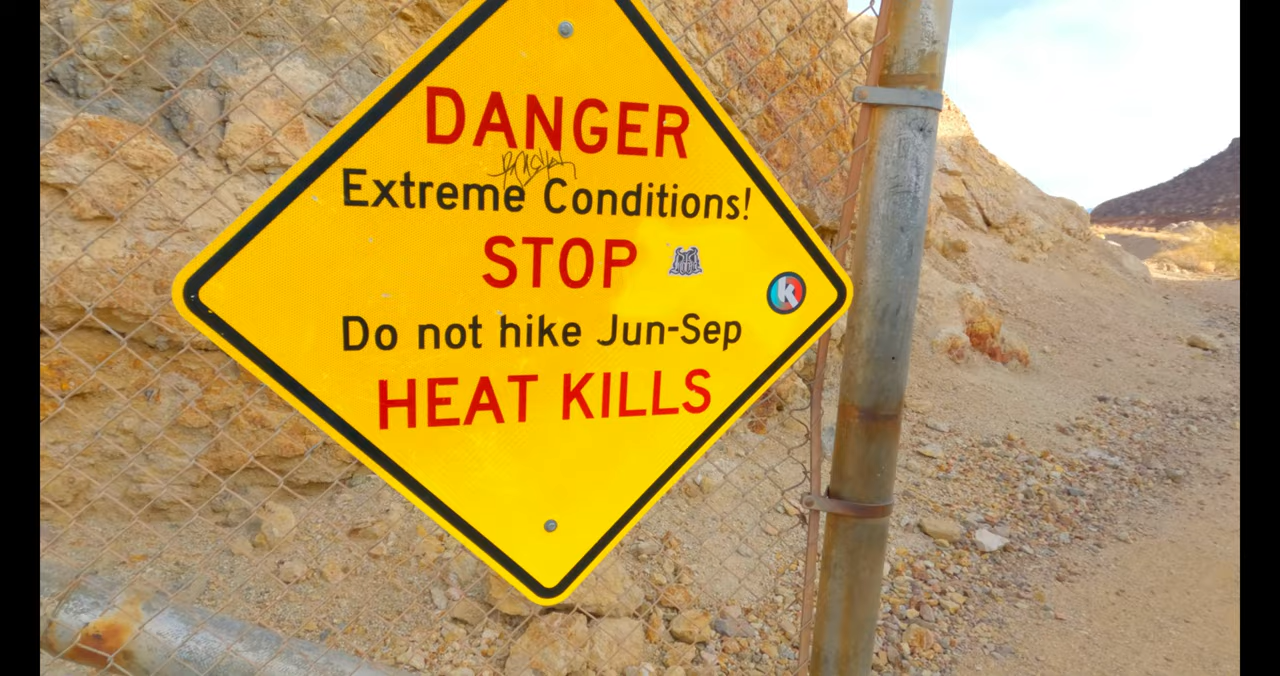 DANGER
Extreme Conditions!
STOP
Do not hike Jun-Sep
HEAT KILLS
K